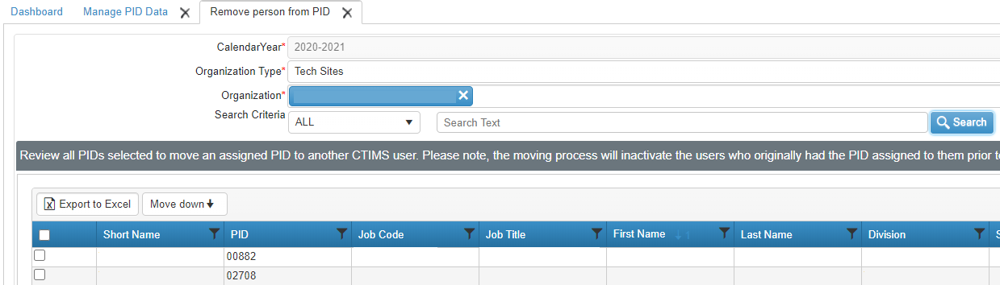 Dashboard Manage PID Data Remove person from PID
CalendarYear* 2020-2021
Organization Type* Tech Sites
Organization*
Search Criteria ALL Search Text Search
Review all PIDs selected to move an assigned PID to another CTIMS user. Please note, the moving process will inactivate the users who originally had the PID assigned to them prior
Export to Excel Move down
Short Name PID Job Code Job Title First Name Last Name Division
00882
02708